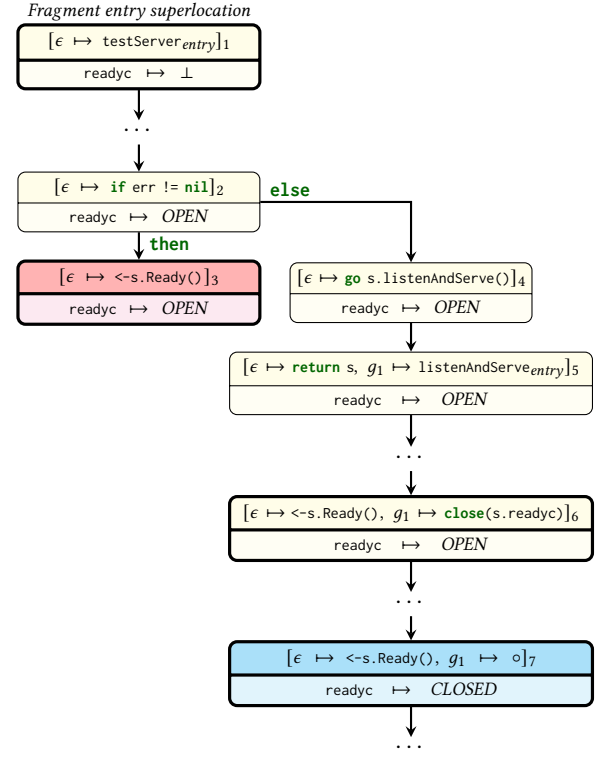 Fragment entry superlocation
[ϵ ↦ testServer_entry]₁
readyc ↦ ⊥
...
[ϵ ↦ if err != nil]₂
readyc ↦ OPEN
else
then
[ϵ ↦ <-s.Ready()]₃
readyc ↦ OPEN
[ϵ ↦ go s.listenAndServe()]₄
readyc ↦ OPEN
[ϵ ↦ return s, g₁ ↦ listenAndServe_entry]₅
readyc ↦ OPEN
...
[ϵ ↦ <-s.Ready(), g₁ ↦ close(s.readyc)]₆
readyc ↦ OPEN
...
[ϵ ↦ <-s.Ready(), g₁ ↦ ○]₇
readyc ↦ CLOSED
...